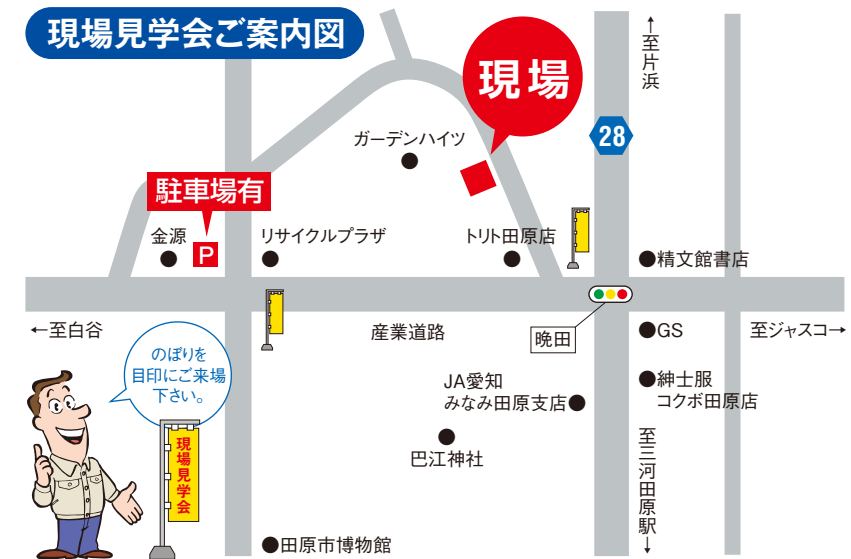 現場見学会ご案内図
現場
↑至片浜
28
ガーデンハイツ
駐車場有
金源
P
リサイクルプラザ
トリト田原店
精文館書店
←至白谷
産業道路
晩田
GS
至ジャスコ→
のぼりを
目印にご来場
下さい。
JA愛知
みなみ田原支店
紳士服
コクボ田原店
現場見学会
巴江神社
至三河田原駅↓
田原市博物館